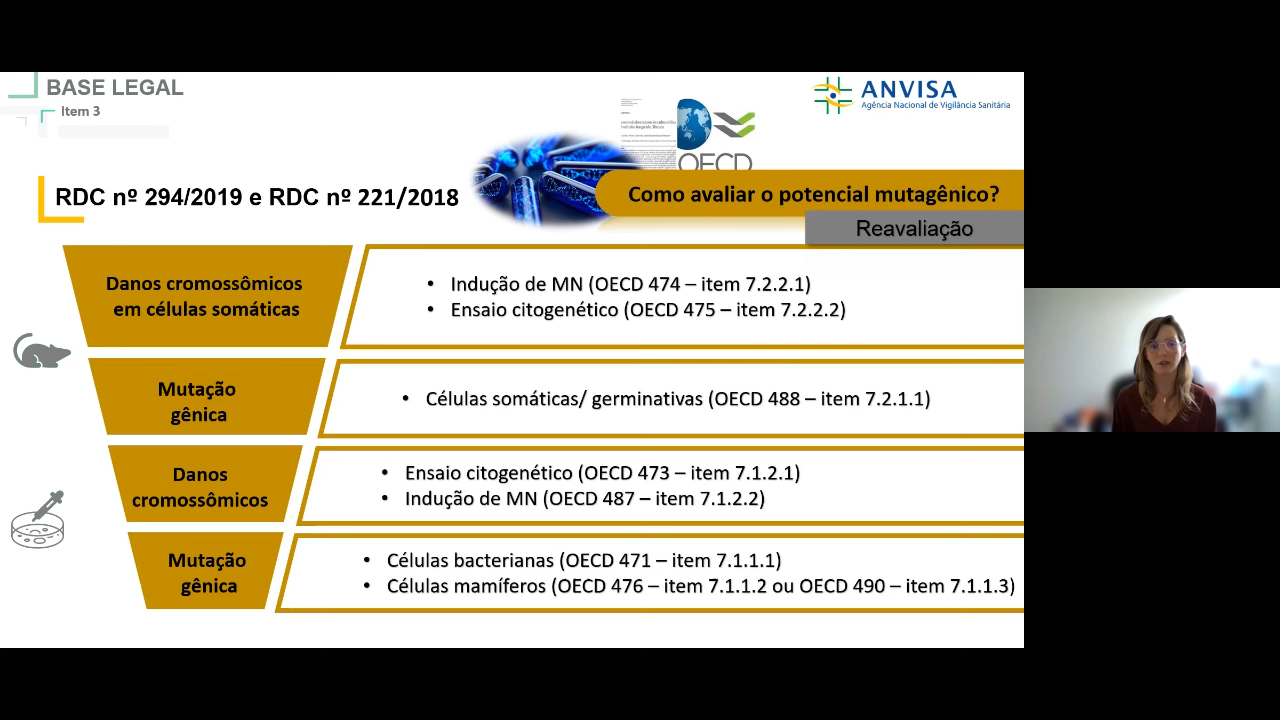 BASE LEGAL
Item 3
ANVISA
Agência Nacional de Vigilância Sanitária
OECD
RDC nº 294/2019 e RDC nº 221/2018
Como avaliar o potencial mutagênico?
Reavaliação
Danos cromossômicos
em células somáticas
• Indução de MN (OECD 474 – item 7.2.2.1)
• Ensaio citogenético (OECD 475 – item 7.2.2.2)
Mutação
gênica
• Células somáticas/ germinativas (OECD 488 – item 7.2.1.1)
Danos
cromossômicos
• Ensaio citogenético (OECD 473 – item 7.1.2.1)
• Indução de MN (OECD 487 – item 7.1.2.2)
Mutação
gênica
• Células bacterianas (OECD 471 – item 7.1.1.1)
• Células mamíferos (OECD 476 – item 7.1.1.2 ou OECD 490 – item 7.1.1.3)